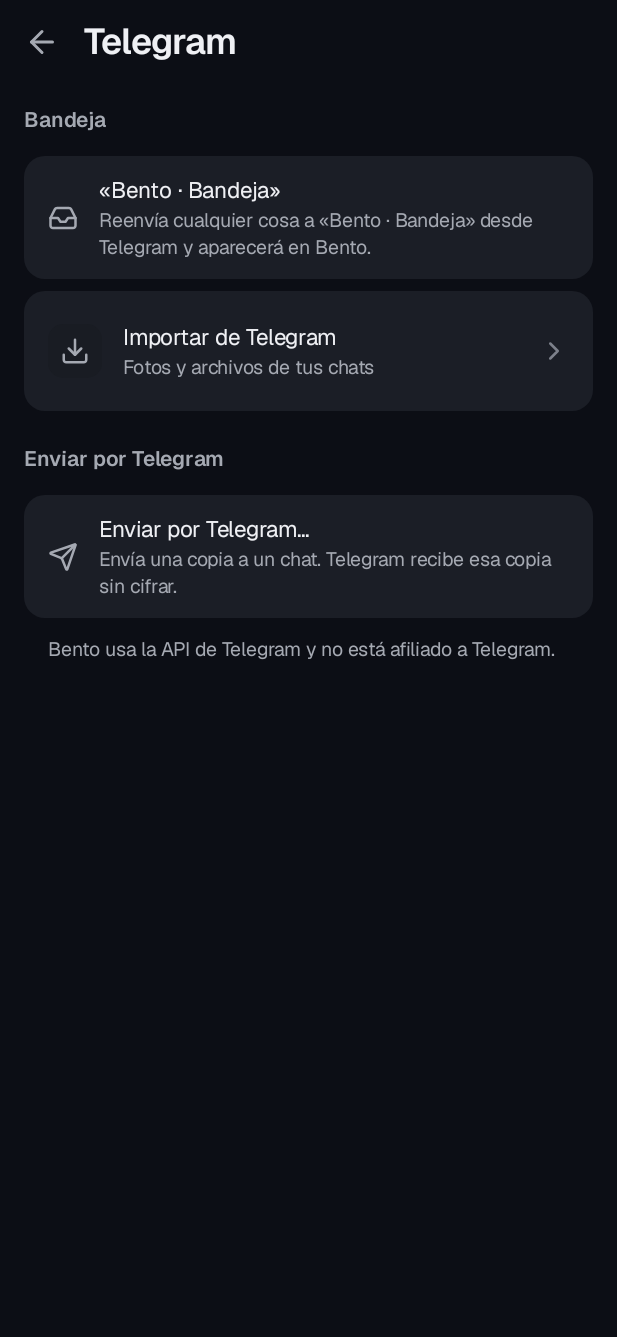 Telegram
Bandeja
«Bento · Bandeja»
Reenvía cualquier cosa a «Bento · Bandeja» desde
Telegram y aparecerá en Bento.
Importar de Telegram
Fotos y archivos de tus chats
Enviar por Telegram
Enviar por Telegram…
Envía una copia a un chat. Telegram recibe esa copia
sin cifrar.
Bento usa la API de Telegram y no está afiliado a Telegram.